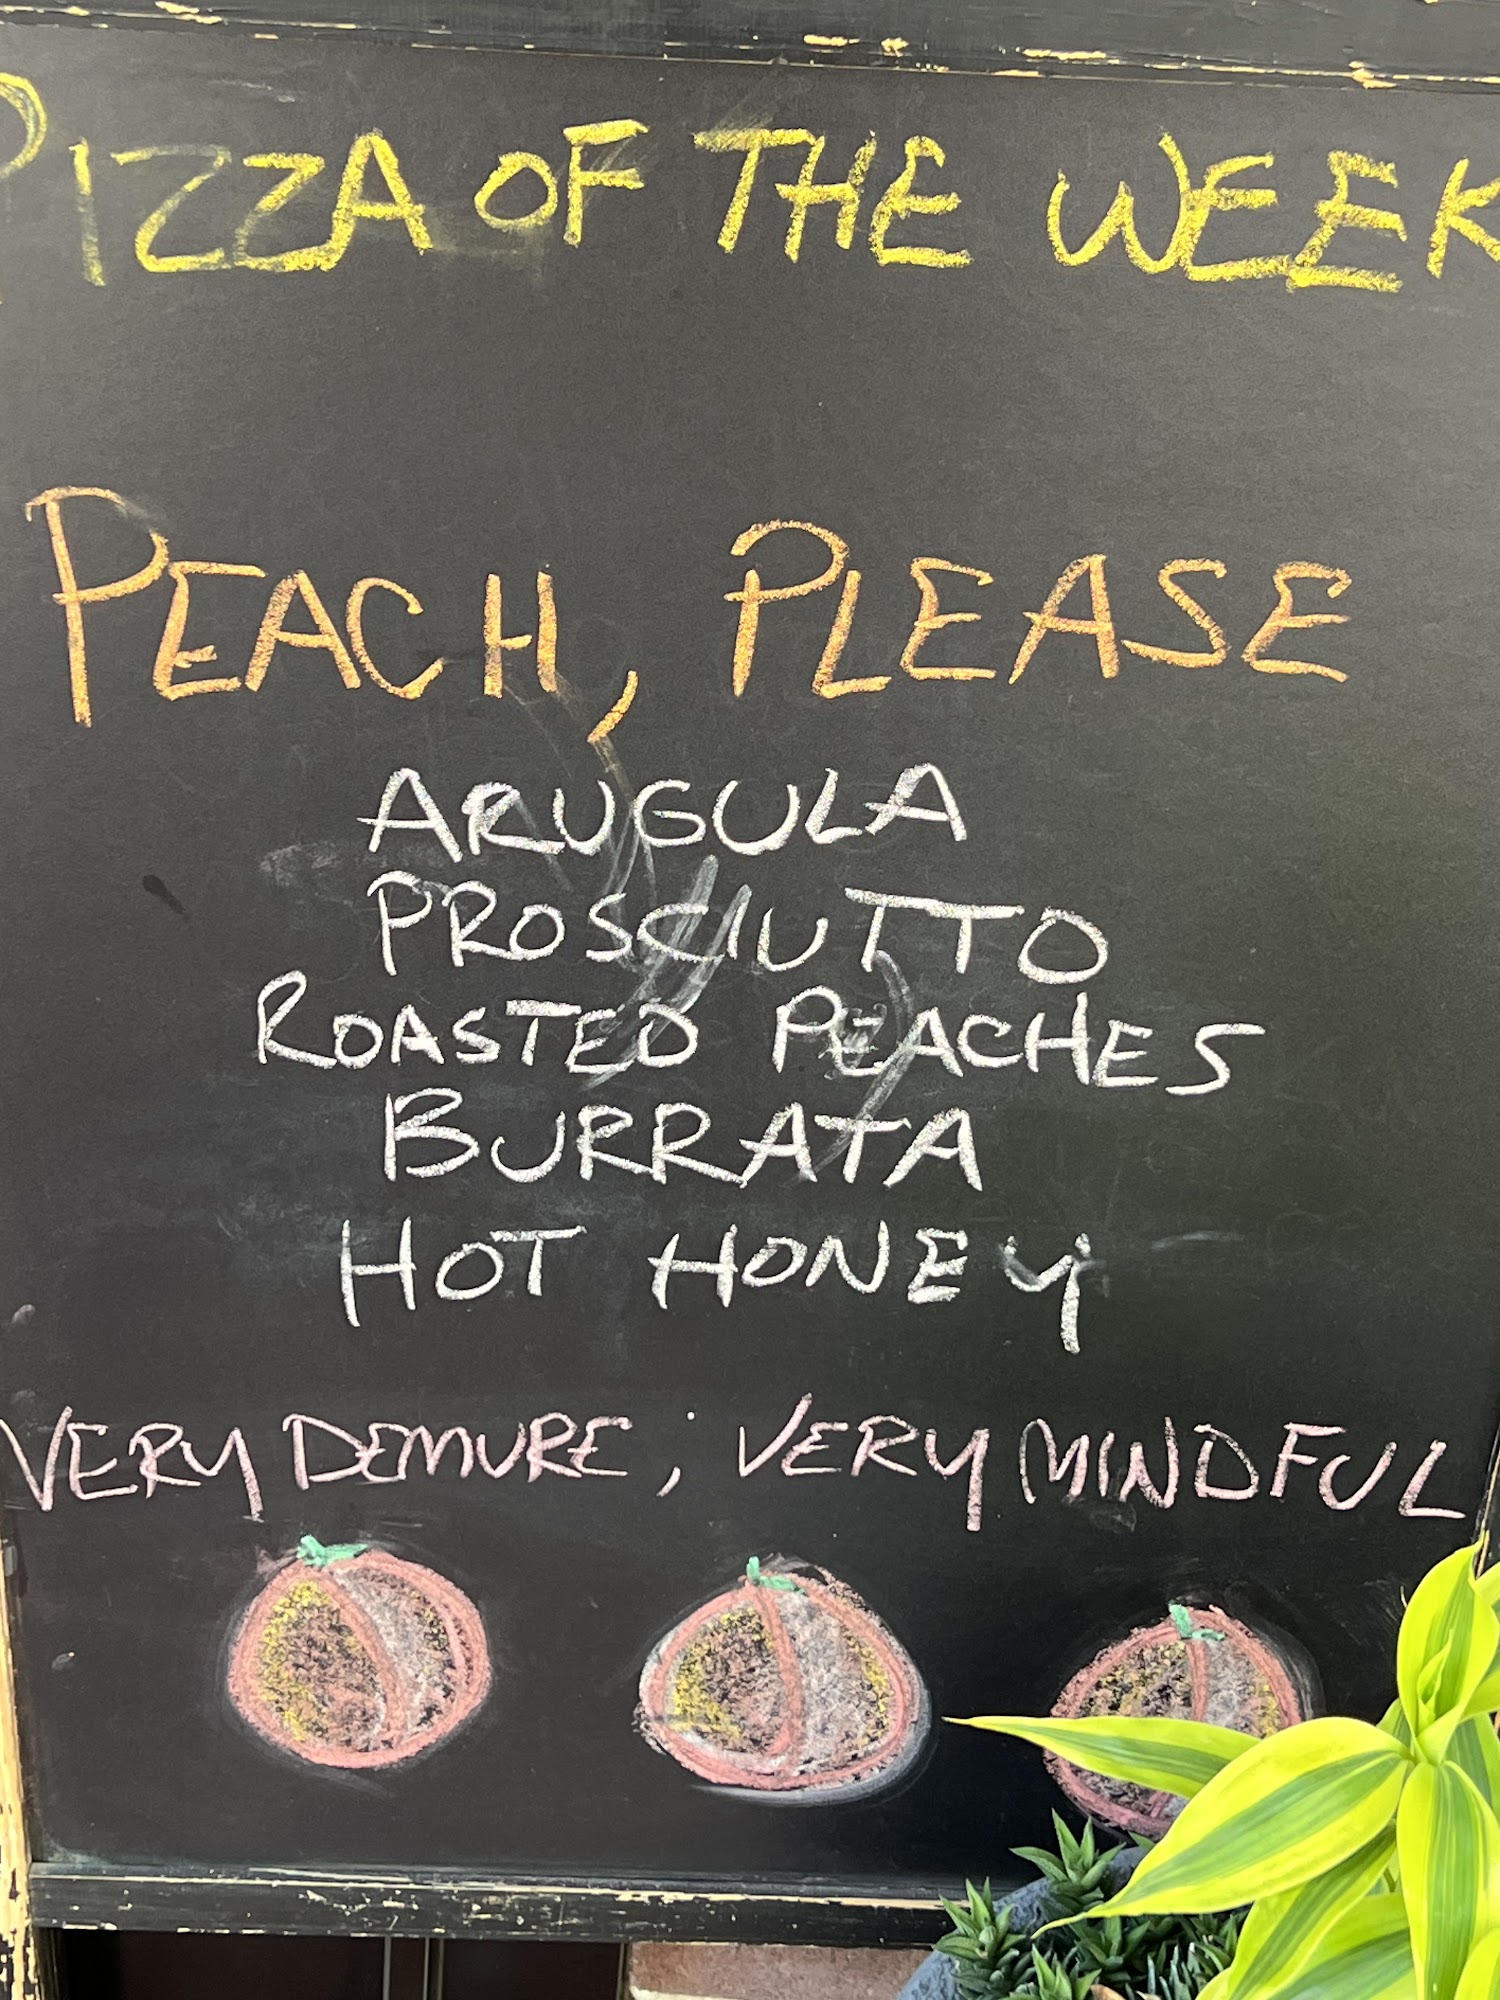 PIZZA OF THE WEEK
PEACH, PLEASE
ARUGULA
PROSCIUTTO
ROASTED PEACHES
BURRATA
HOT HONEY
VERY DEMURE; VERY MINDFUL